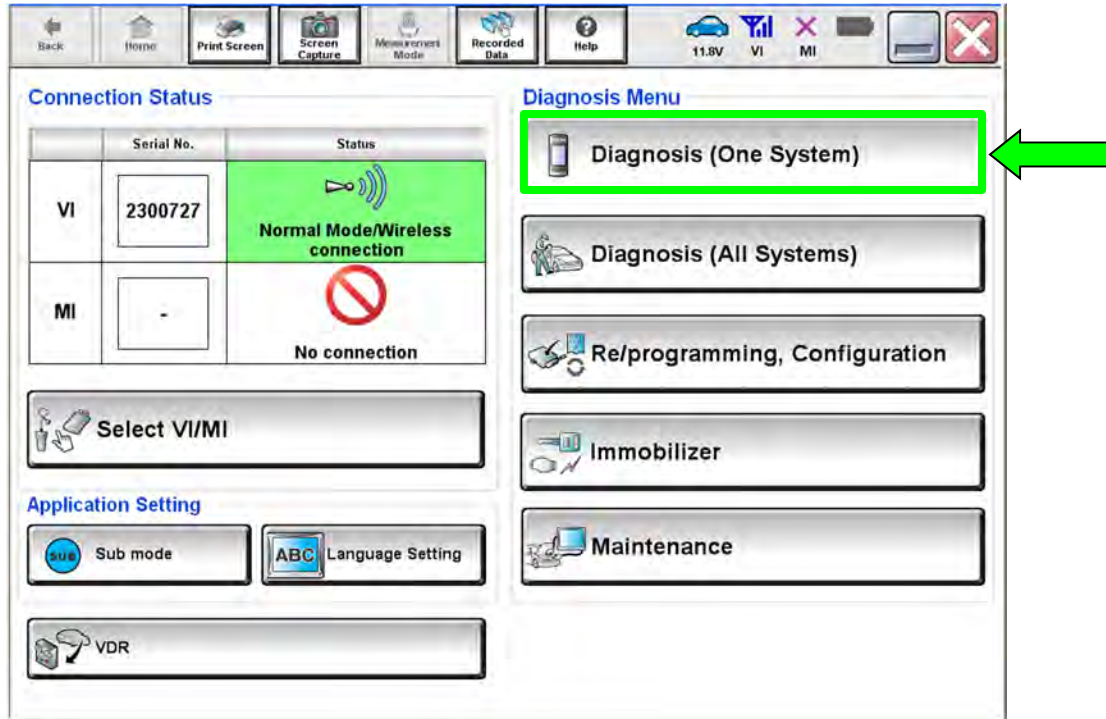 Back
Home
Print Screen
Screen
Capture
Measurement
Mode
Recorded
Data
Help
11.8V
VI
MI
Connection Status
Serial No.
Status
VI
2300727
Normal Mode/Wireless
connection
MI
-
No connection
Select VI/MI
Application Setting
sub
Sub mode
ABC
Language Setting
VDR
Diagnosis Menu
Diagnosis (One System)
Diagnosis (All Systems)
Re/programming, Configuration
Immobilizer
Maintenance